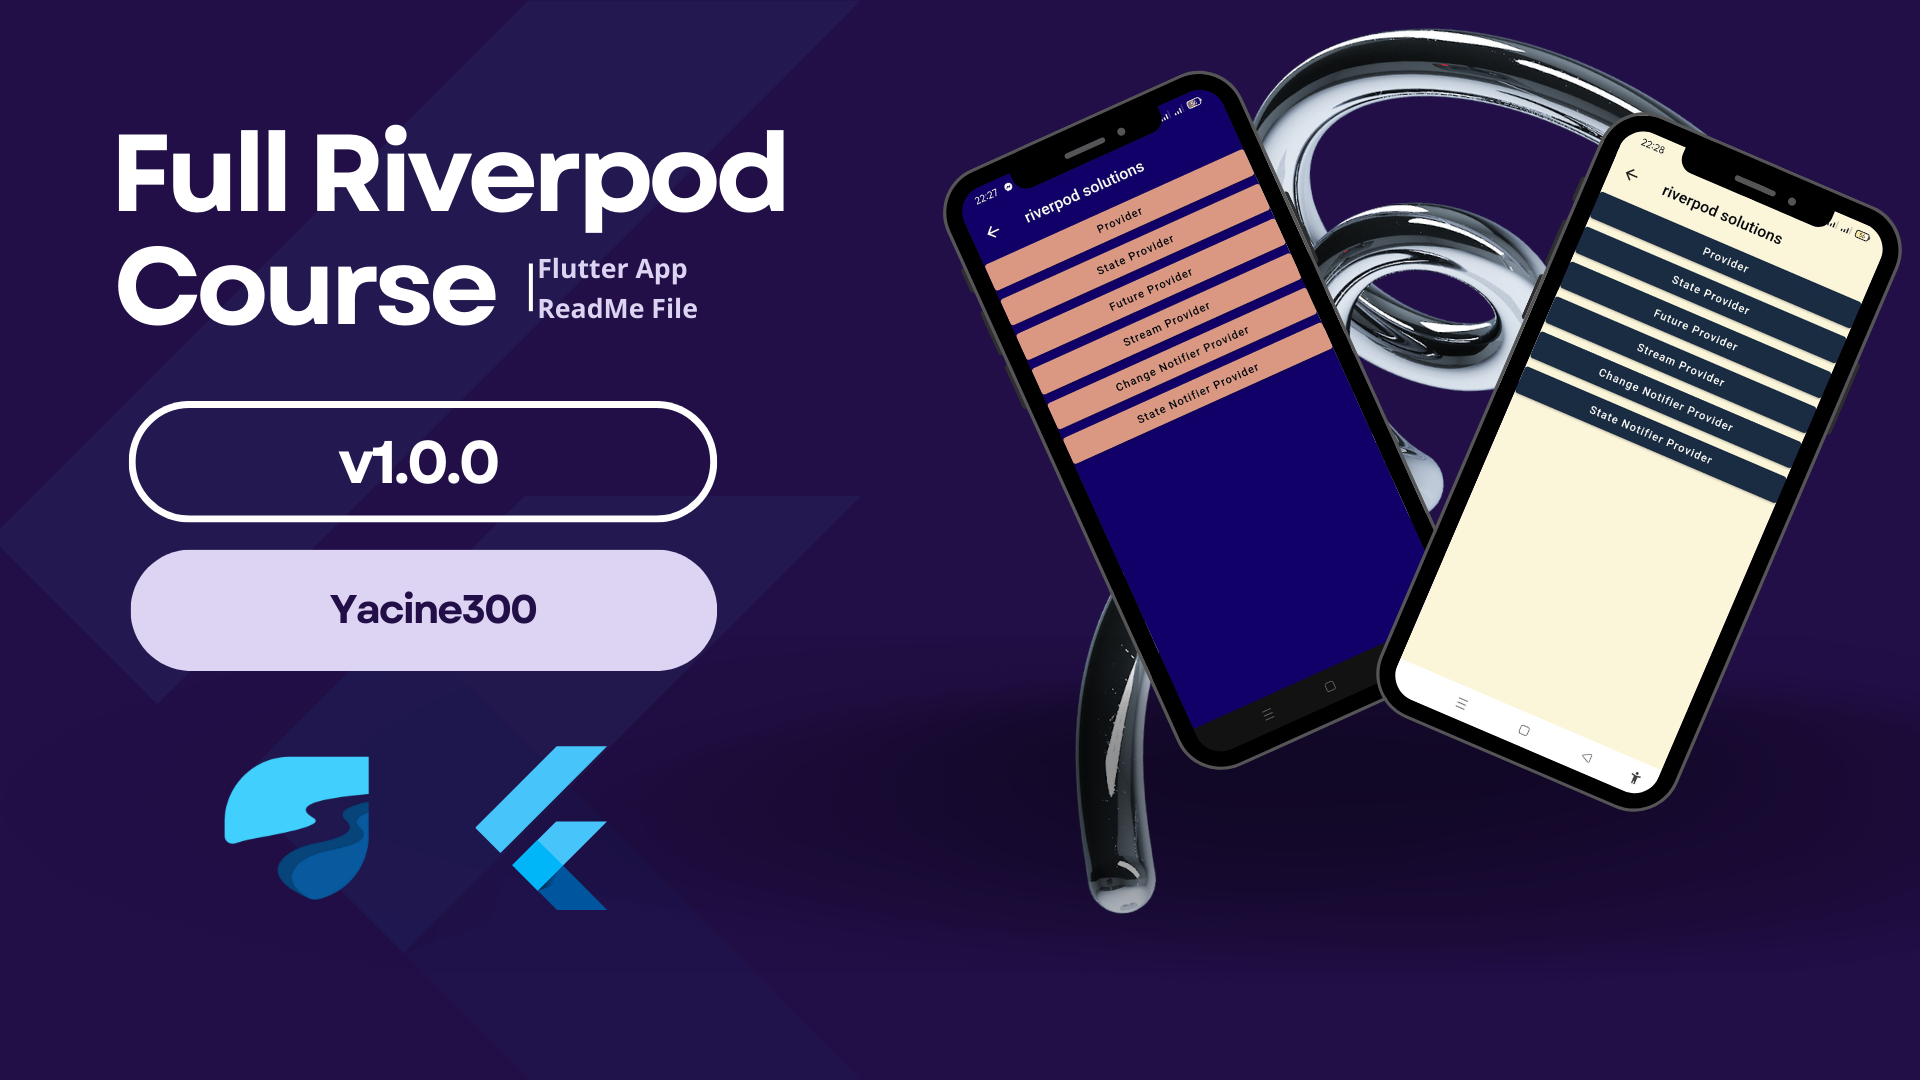 Full Riverpod
Course
Flutter App
ReadMe File
v1.0.0
Yacine300
22:27
riverpod solutions
Provider
State Provider
Future Provider
Stream Provider
Change Notifier Provider
State Notifier Provider
22:28
riverpod solutions
Provider
State Provider
Future Provider
Stream Provider
Change Notifier Provider
State Notifier Provider